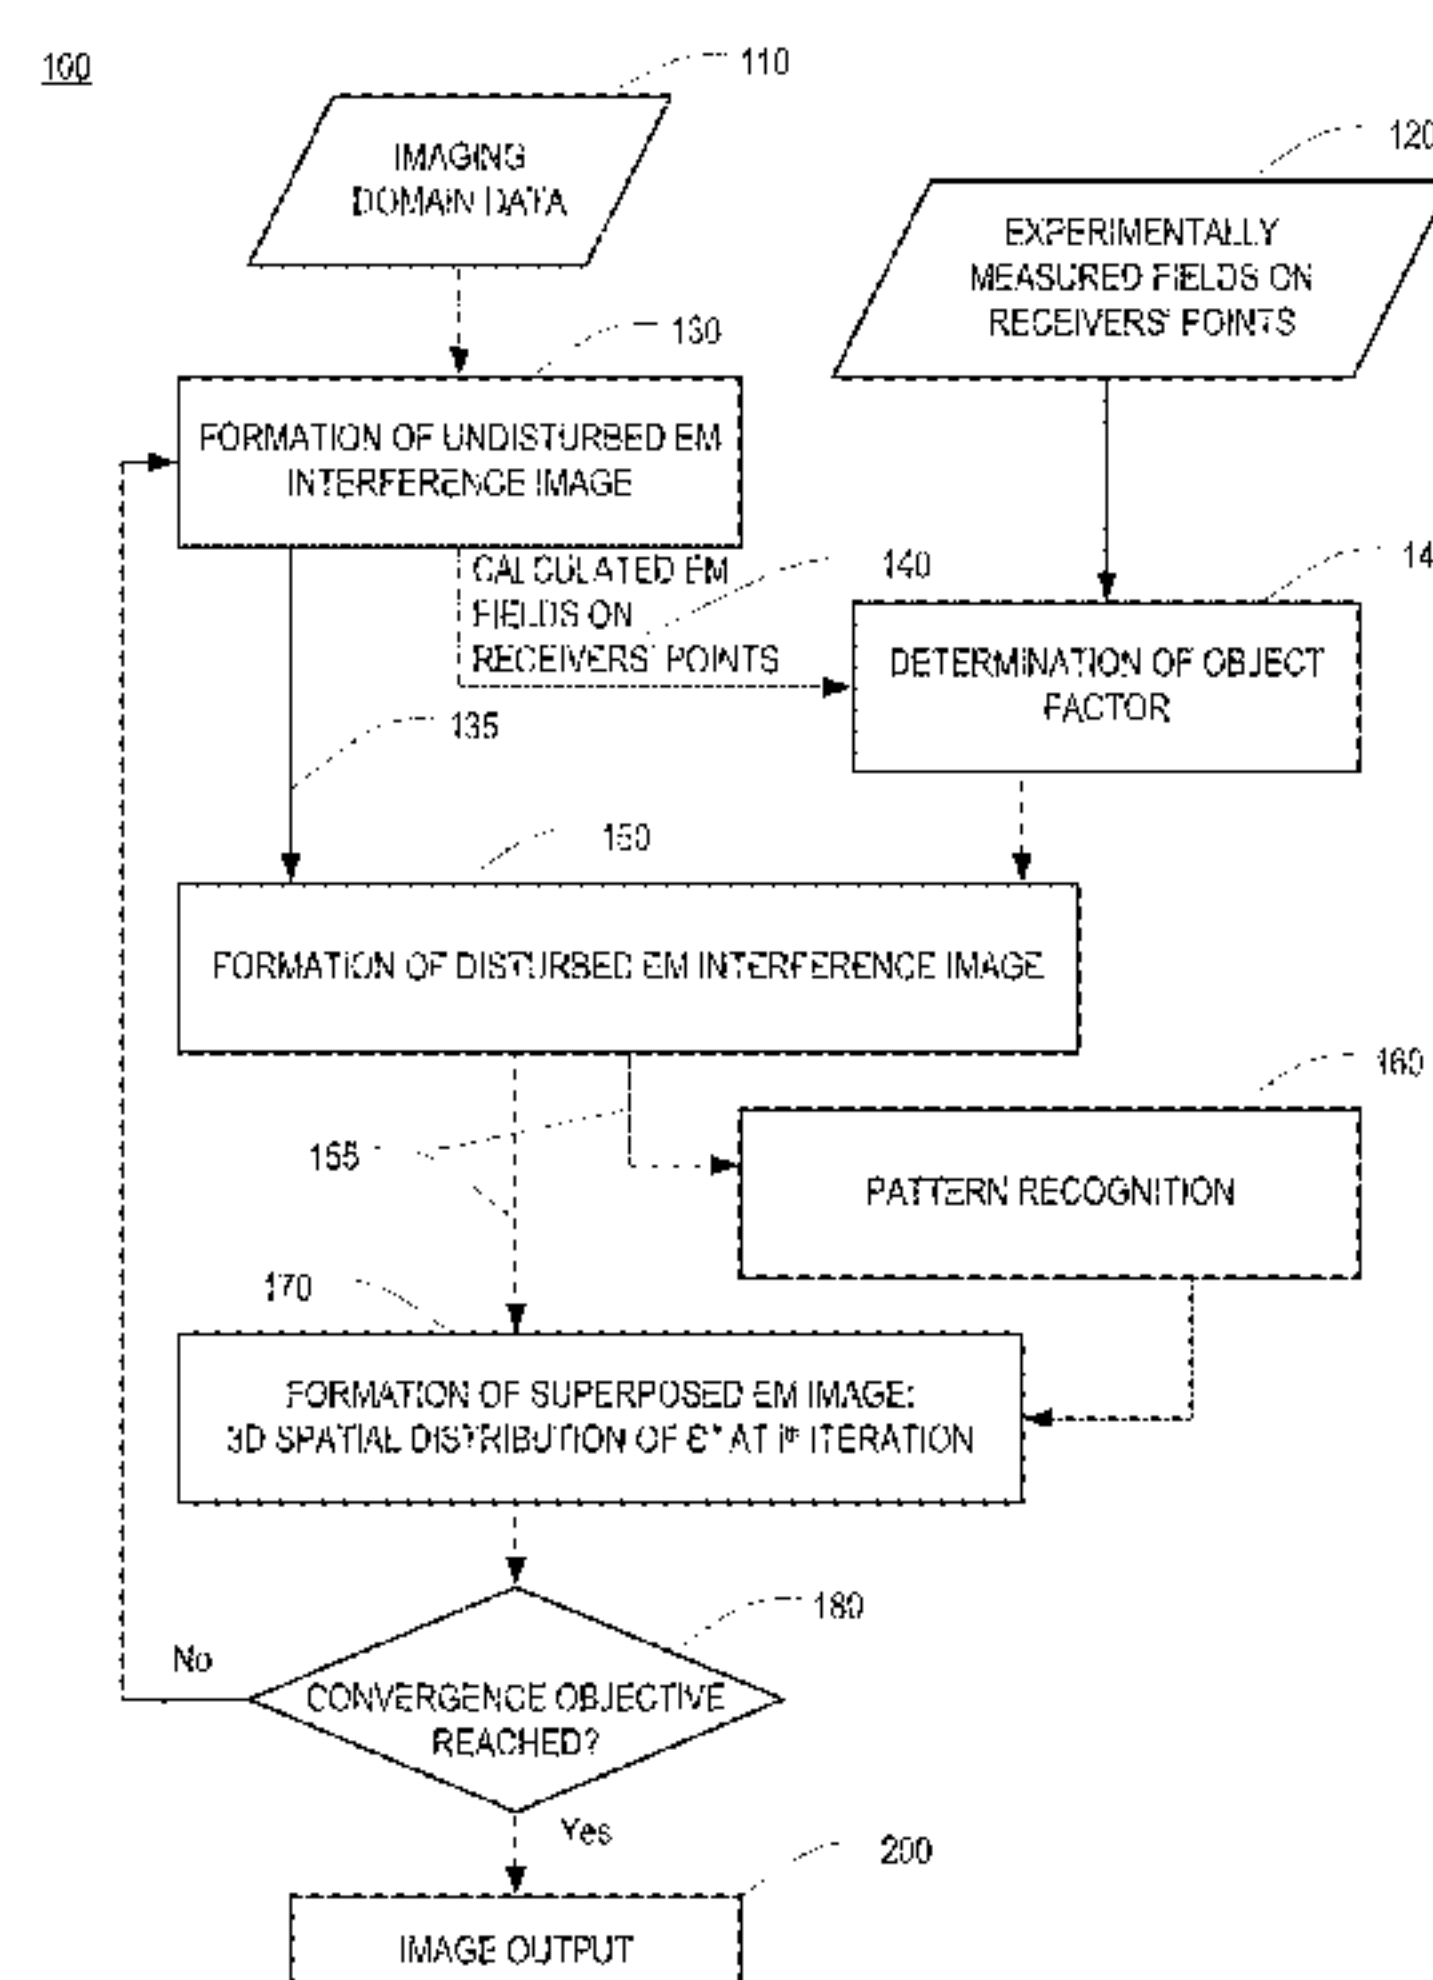 100
110
IMAGING
DOMAIN DATA
120
EXPERIMENTALLY
MEASURED FIELDS ON
RECEIVERS' POINTS
130
FORMATION OF UNDISTURBED EM
INTERFERENCE IMAGE
CALCULATED EM
FIELDS ON
RECEIVERS' POINTS
140
DETERMINATION OF OBJECT
FACTOR
135
150
FORMATION OF DISTURBED EM INTERFERENCE IMAGE
160
155
PATTERN RECOGNITION
170
FORMATION OF SUPERPOSED EM IMAGE:
3D SPATIAL DISTRIBUTION OF Ɛ* AT iᵗʰ ITERATION
180
No
CONVERGENCE OBJECTIVE
REACHED?
Yes
200
IMAGE OUTPUT